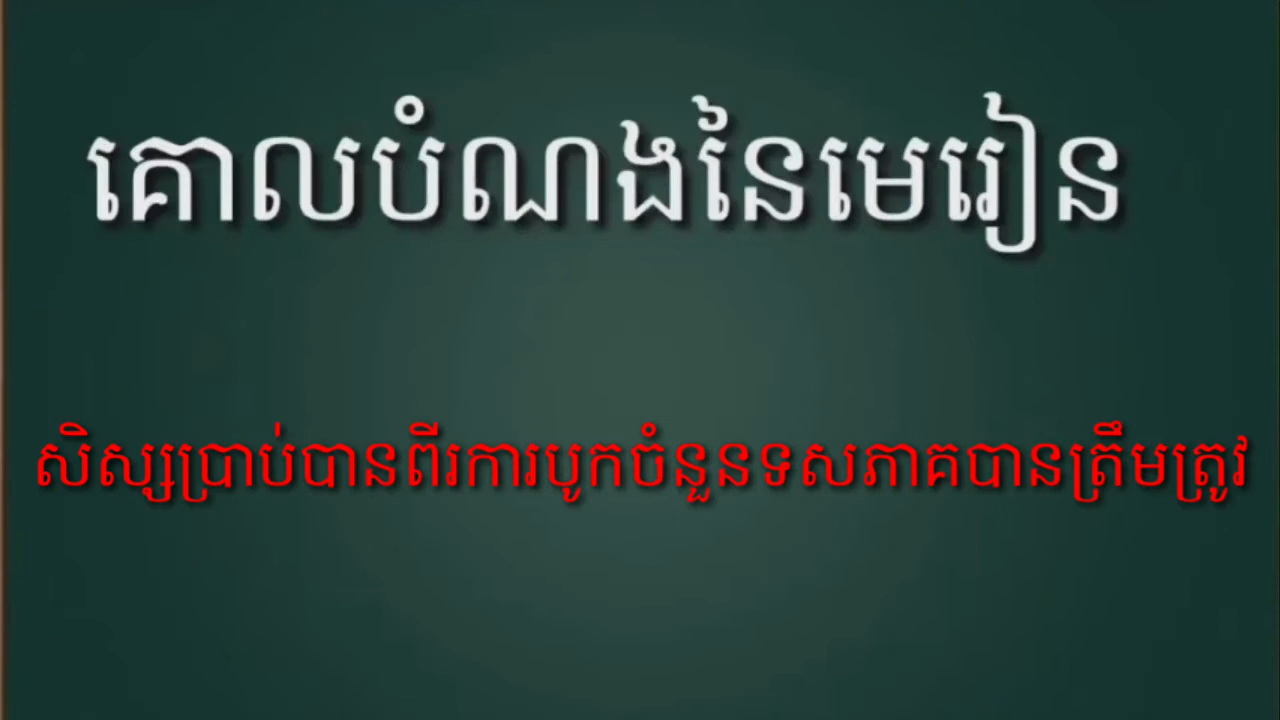 គោលបំណងនៃមេរៀន
សិស្សប្រាប់បានពីរការបូកចំនួនទសភាគបានត្រឹមត្រូវ